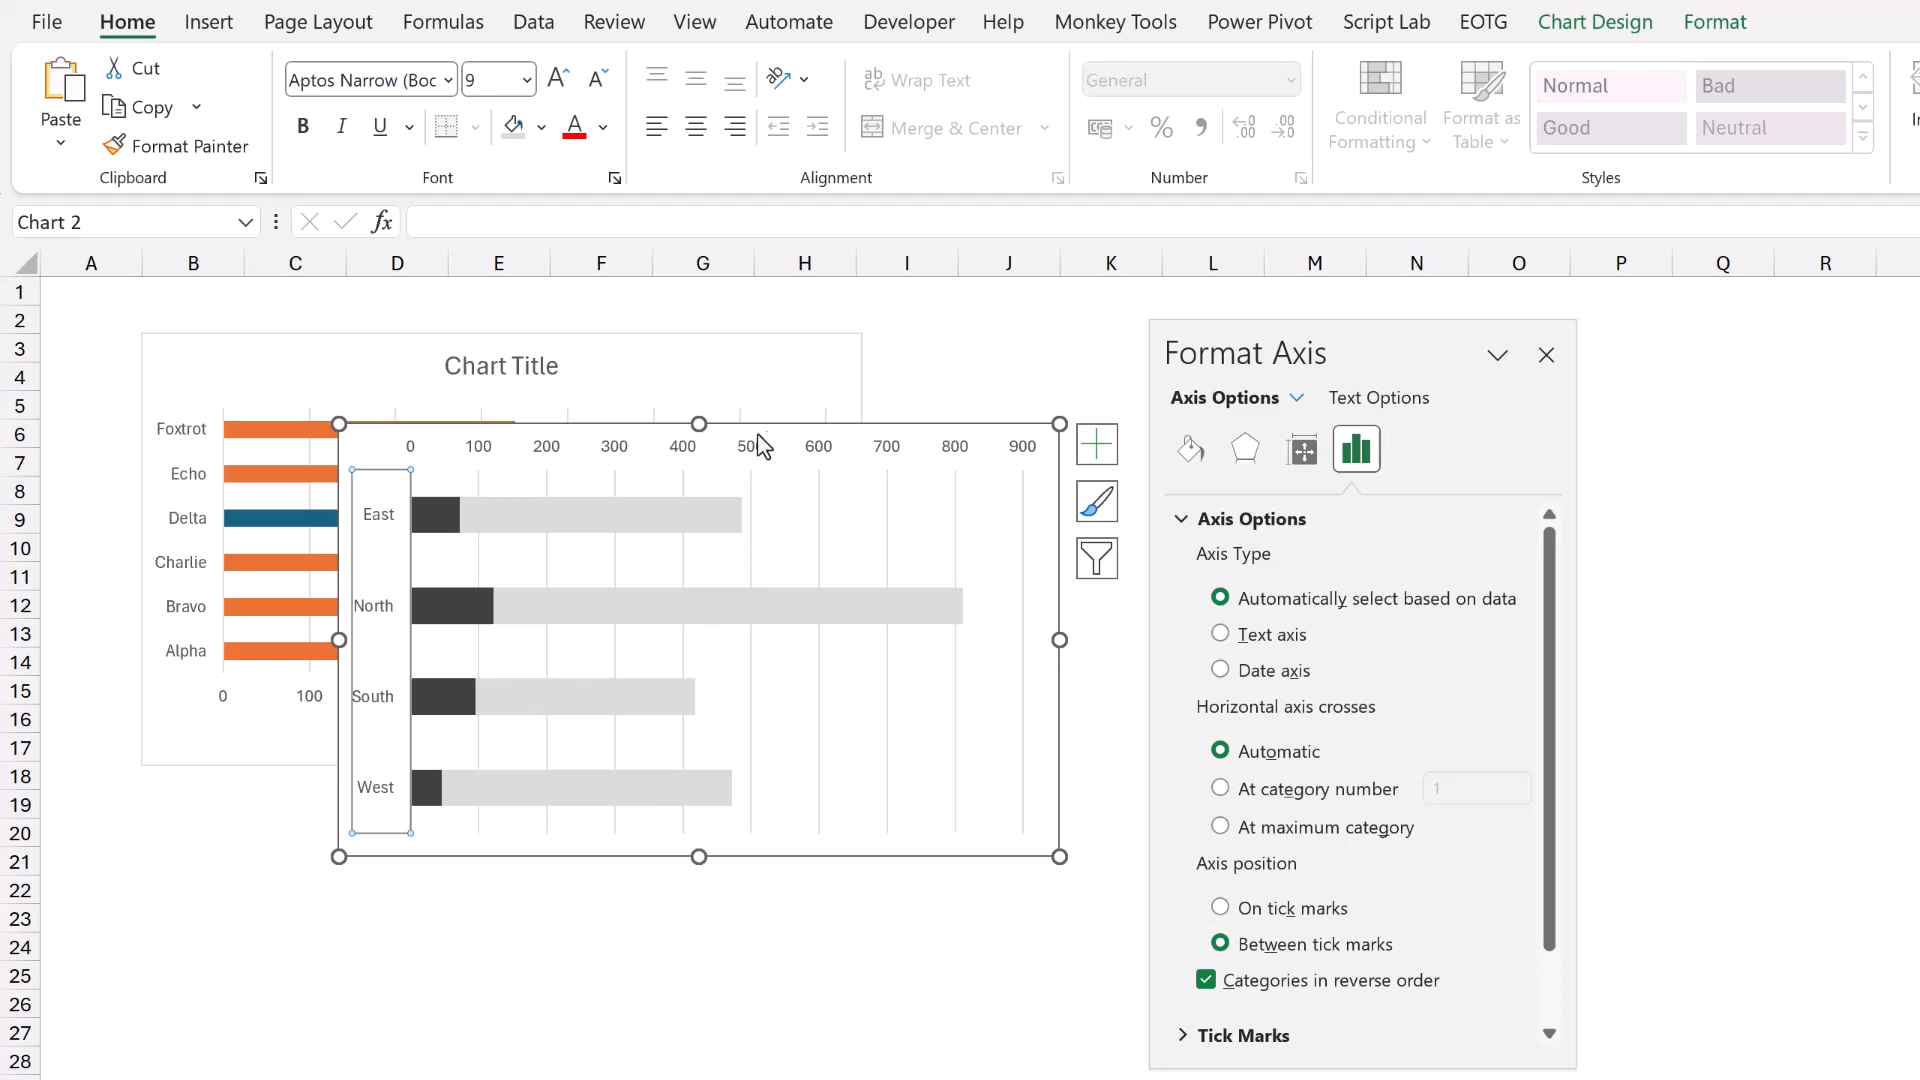 File Home Insert Page Layout Formulas Data Review View Automate Developer Help Monkey Tools Power Pivot Script Lab EOTG Chart Design Format
Paste
Cut
Copy
Format Painter
Clipboard
Aptos Narrow (Boc 9 A A
B I U A
Font
ab Wrap Text
Merge & Center
Alignment
General
% 9 .00
Number
Conditional Formatting
Format as Table
Normal Bad
Good Neutral
Styles
Chart 2 fx
A B C D E F G H I J K L M N O P Q R
1
2
3
4
5
6
7
8
9
10
11
12
13
14
15
16
17
18
19
20
21
22
23
24
25
26
27
28
Chart Title
Foxtrot
Echo
Delta
Charlie
Bravo
Alpha
0 100
0 100 200 300 400 500 600 700 800 900
East
North
South
West
Format Axis
Axis Options Text Options
Axis Options
Axis Type
Automatically select based on data
Text axis
Date axis
Horizontal axis crosses
Automatic
At category number 1
At maximum category
Axis position
On tick marks
Between tick marks
Categories in reverse order
Tick Marks